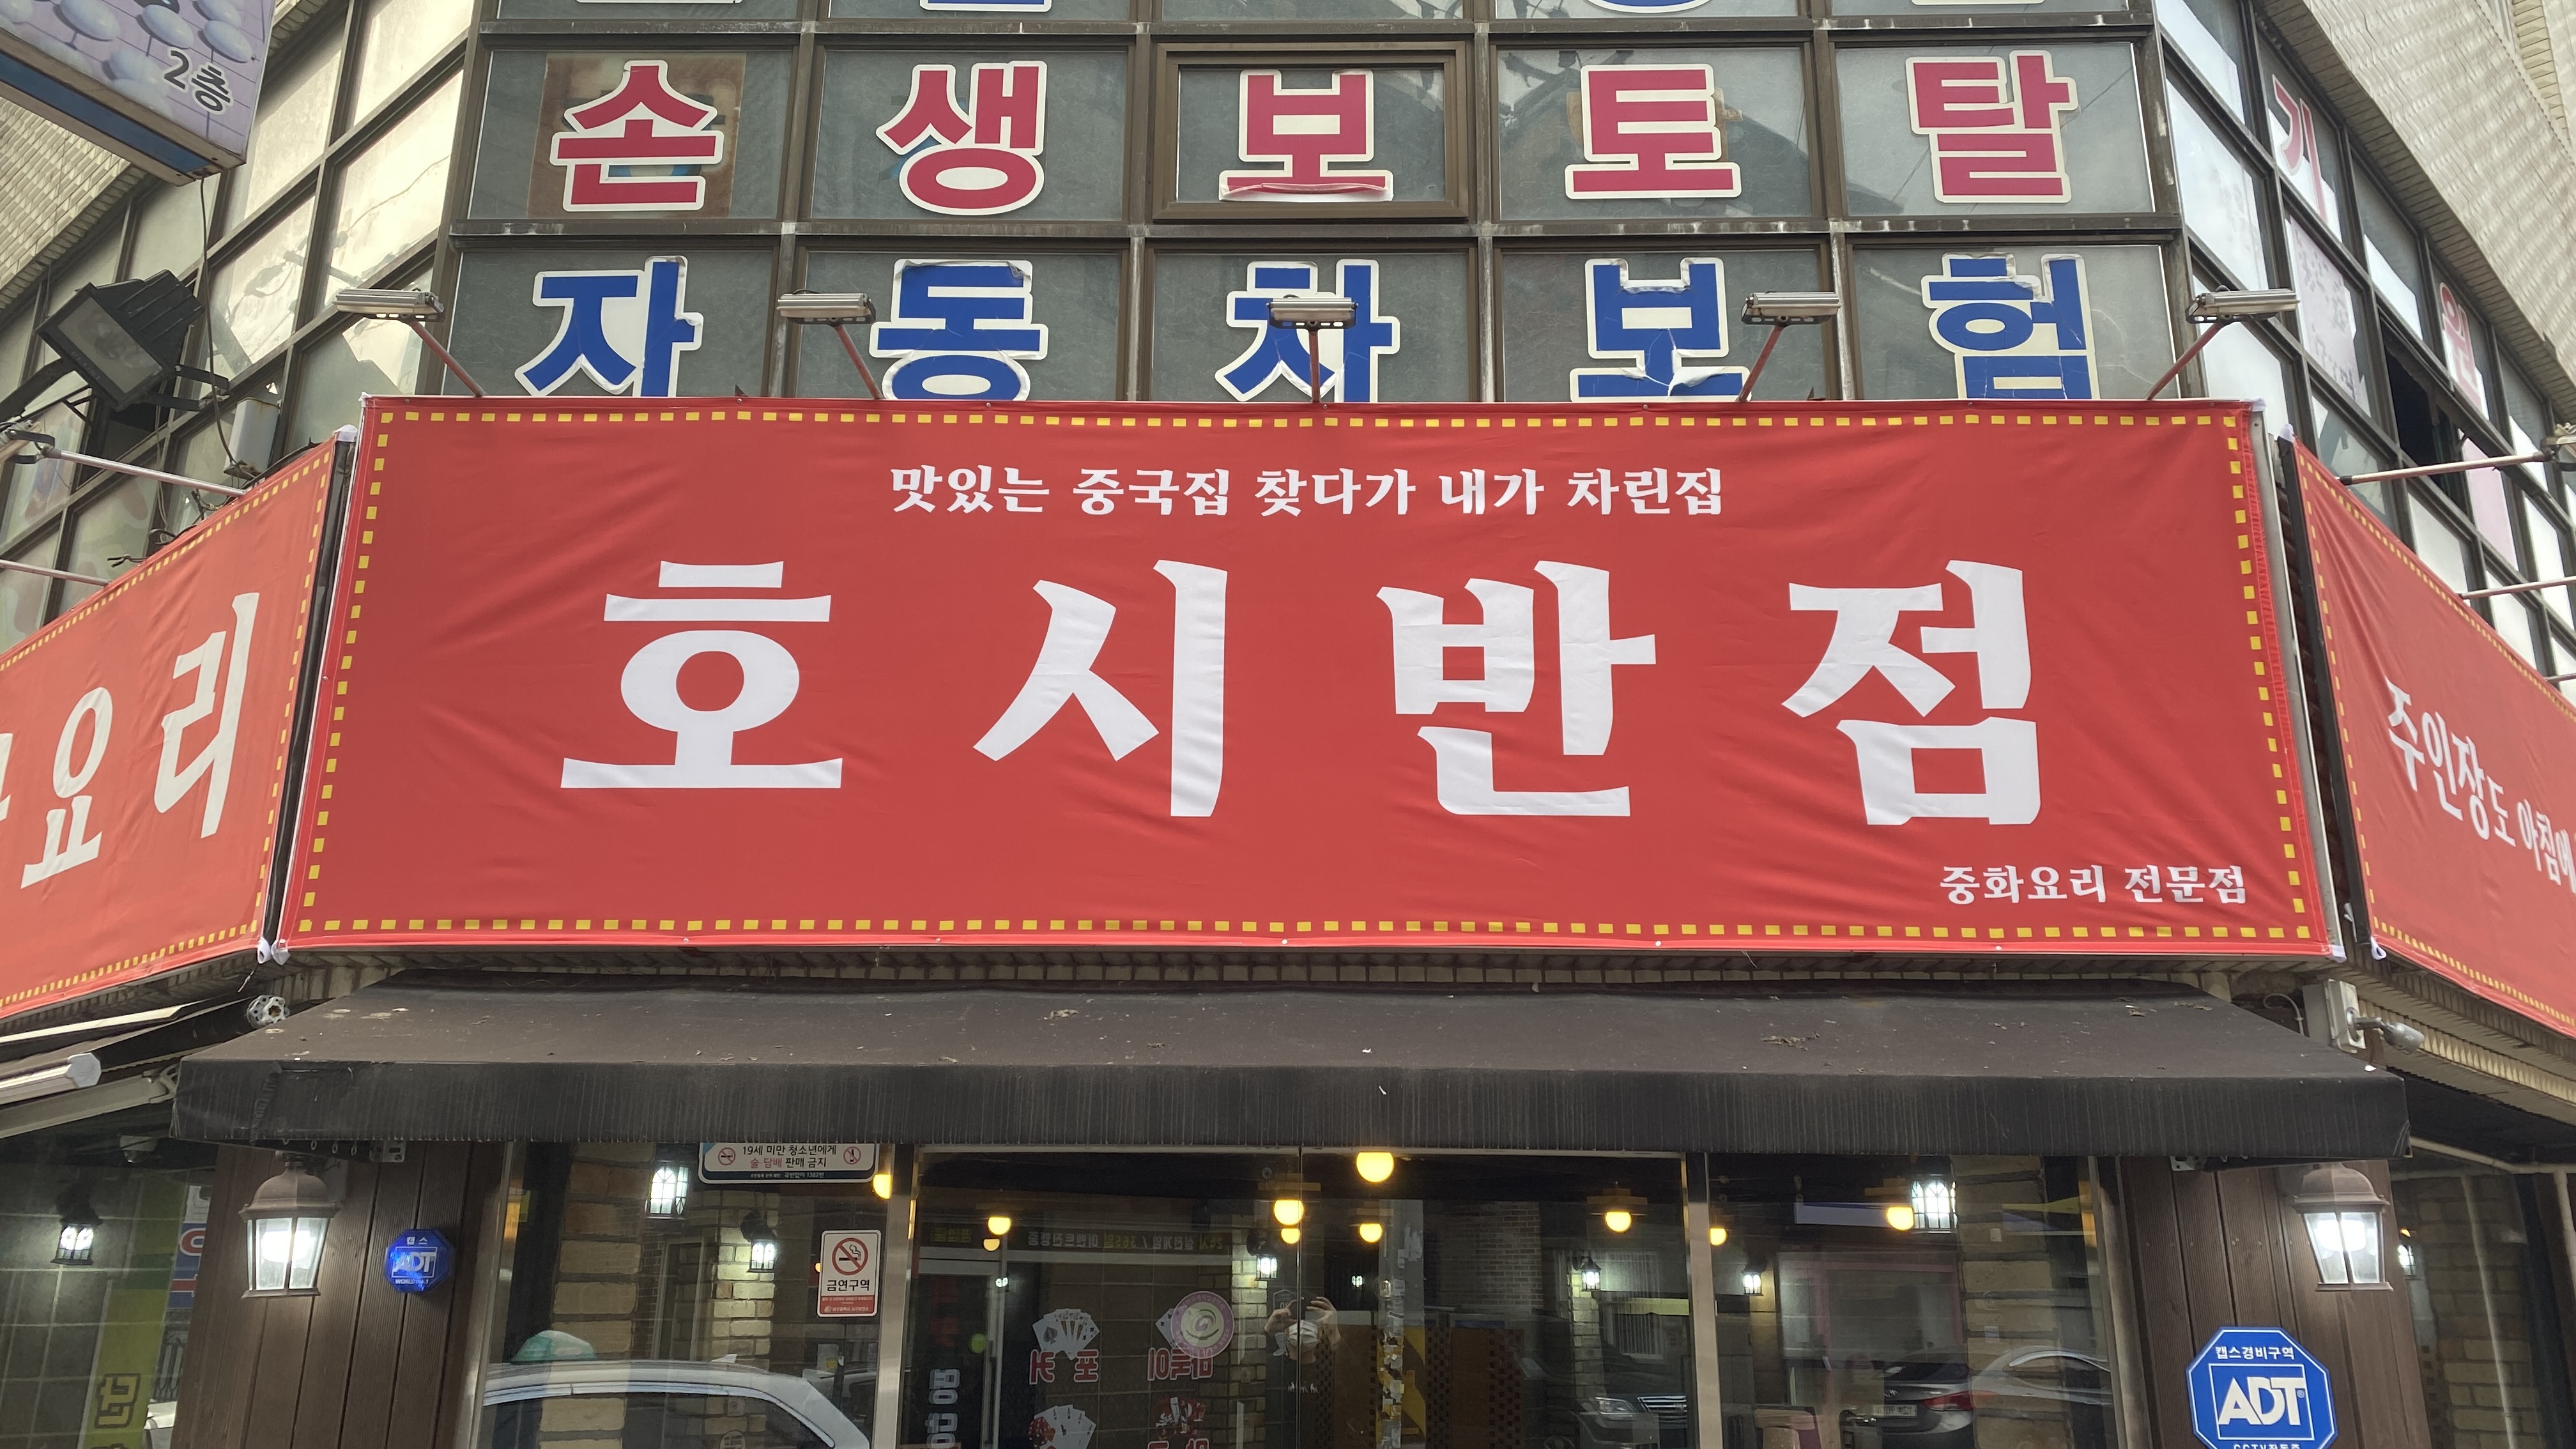 2층
손생보토탈
자동차보험
맛있는 중국집 찾다가 내가 차린집
호시반점
중화요리 전문점
요리
주인장도 아침에
19세 미만 청소년에게
술 담배 판매 금지
금연구역
캡스
ADT
캡스경비구역
ADT